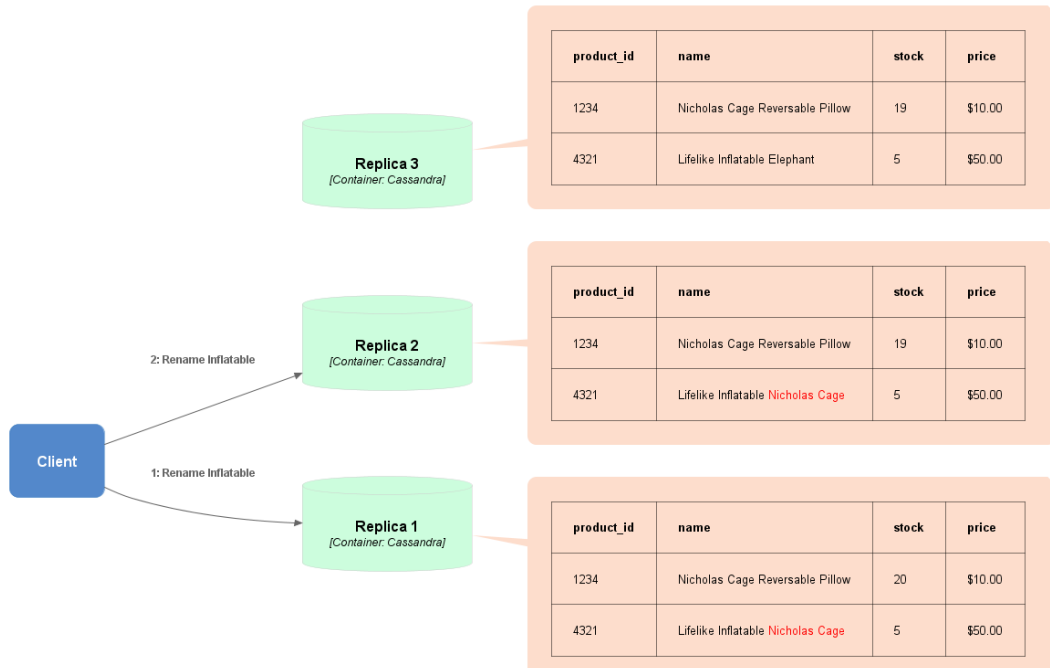 product_id name stock price
1234 Nicholas Cage Reversable Pillow 19 $10.00
4321 Lifelike Inflatable Elephant 5 $50.00
Replica 3
[Container: Cassandra]
product_id name stock price
1234 Nicholas Cage Reversable Pillow 19 $10.00
4321 Lifelike Inflatable Nicholas Cage 5 $50.00
Replica 2
[Container: Cassandra]
2: Rename Inflatable
Client
1: Rename Inflatable
Replica 1
[Container: Cassandra]
product_id name stock price
1234 Nicholas Cage Reversable Pillow 20 $10.00
4321 Lifelike Inflatable Nicholas Cage 5 $50.00